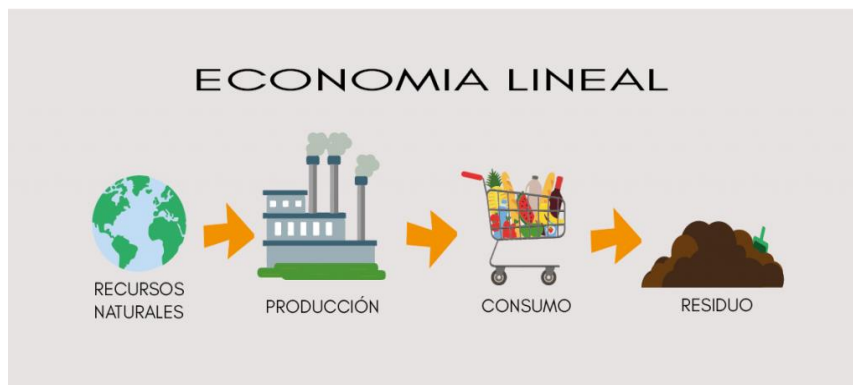 ECONOMIA LINEAL
RECURSOS
NATURALES
PRODUCCIÓN
CONSUMO
RESIDUO